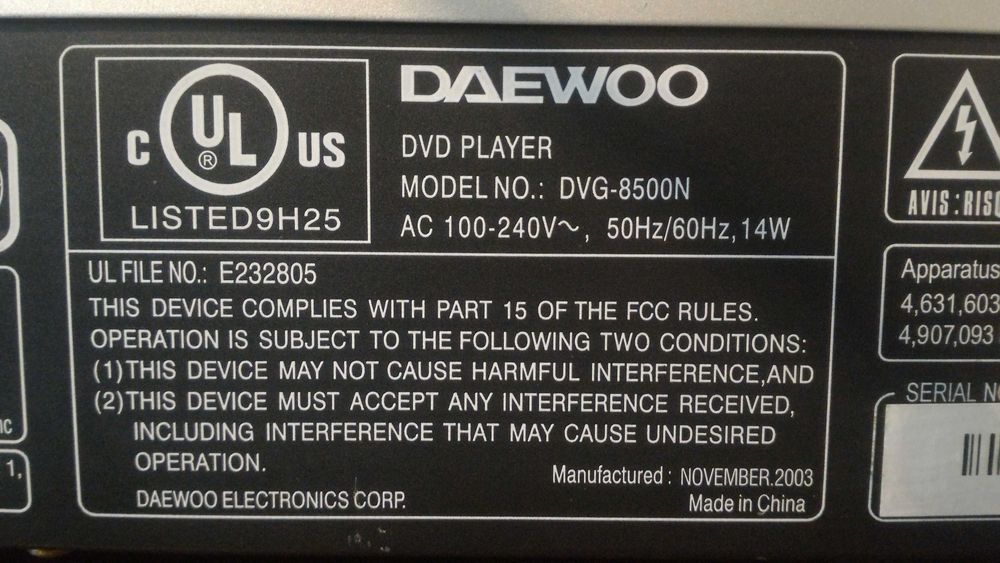 C UL ® US
LISTED9H25
DAEWOO
DVD PLAYER
MODEL NO.: DVG-8500N
AC 100-240V～, 50Hz/60Hz,14W
UL FILE NO.: E232805
THIS DEVICE COMPLIES WITH PART 15 OF THE FCC RULES.
OPERATION IS SUBJECT TO THE FOLLOWING TWO CONDITIONS:
(1)THIS DEVICE MAY NOT CAUSE HARMFUL INTERFERENCE,AND
(2)THIS DEVICE MUST ACCEPT ANY INTERFERENCE RECEIVED,
INCLUDING INTERFERENCE THAT MAY CAUSE UNDESIRED
OPERATION.
DAEWOO ELECTRONICS CORP.
Manufactured : NOVEMBER.2003
Made in China
AVIS:
Apparatus
4,631,603
4,907,093
SERIAL
1,